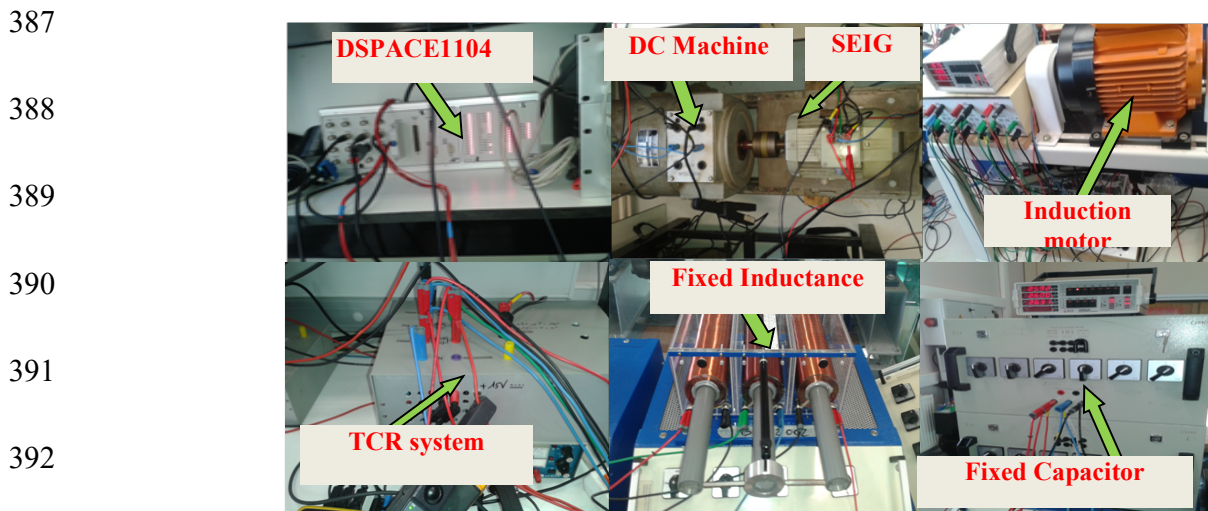 387
DSPACE1104
DC Machine
SEIG
388
389
Induction
motor
390
Fixed Inductance
391
TCR system
392
Fixed Capacitor